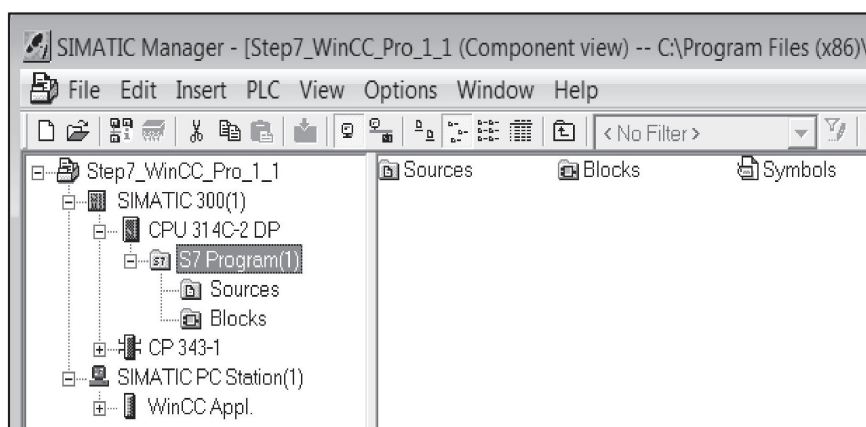 SIMATIC Manager - [Step7_WinCC_Pro_1_1 (Component view) -- C:\Program Files (x86)\
File Edit Insert PLC View Options Window Help
< No Filter >
Step7_WinCC_Pro_1_1
SIMATIC 300(1)
CPU 314C-2 DP
S7 Program(1)
Sources
Blocks
CP 343-1
SIMATIC PC Station(1)
WinCC Appl.
Sources Blocks Symbols